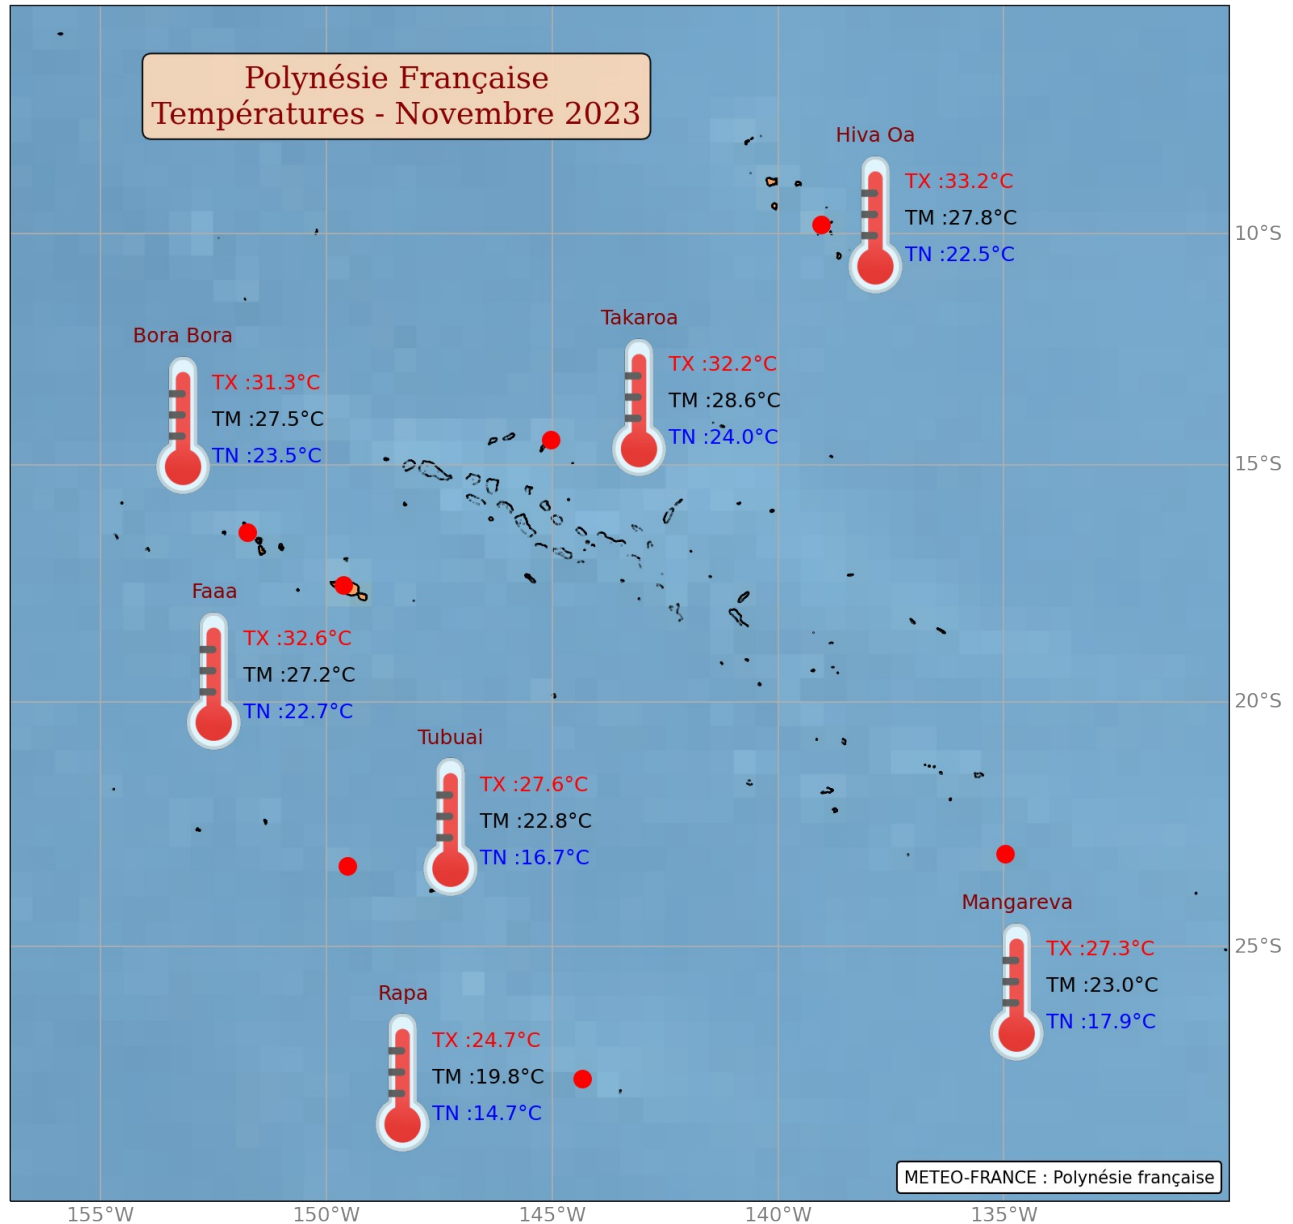 Polynésie Française
Températures - Novembre 2023
Hiva Oa
TX :33.2°C
TM :27.8°C
TN :22.5°C
10°S
Takaroa
TX :32.2°C
TM :28.6°C
TN :24.0°C
Bora Bora
TX :31.3°C
TM :27.5°C
TN :23.5°C
15°S
Faaa
TX :32.6°C
TM :27.2°C
TN :22.7°C
20°S
Tubuai
TX :27.6°C
TM :22.8°C
TN :16.7°C
Mangareva
TX :27.3°C
TM :23.0°C
TN :17.9°C
25°S
Rapa
TX :24.7°C
TM :19.8°C
TN :14.7°C
METEO-FRANCE : Polynésie française
155°W 150°W 145°W 140°W 135°W